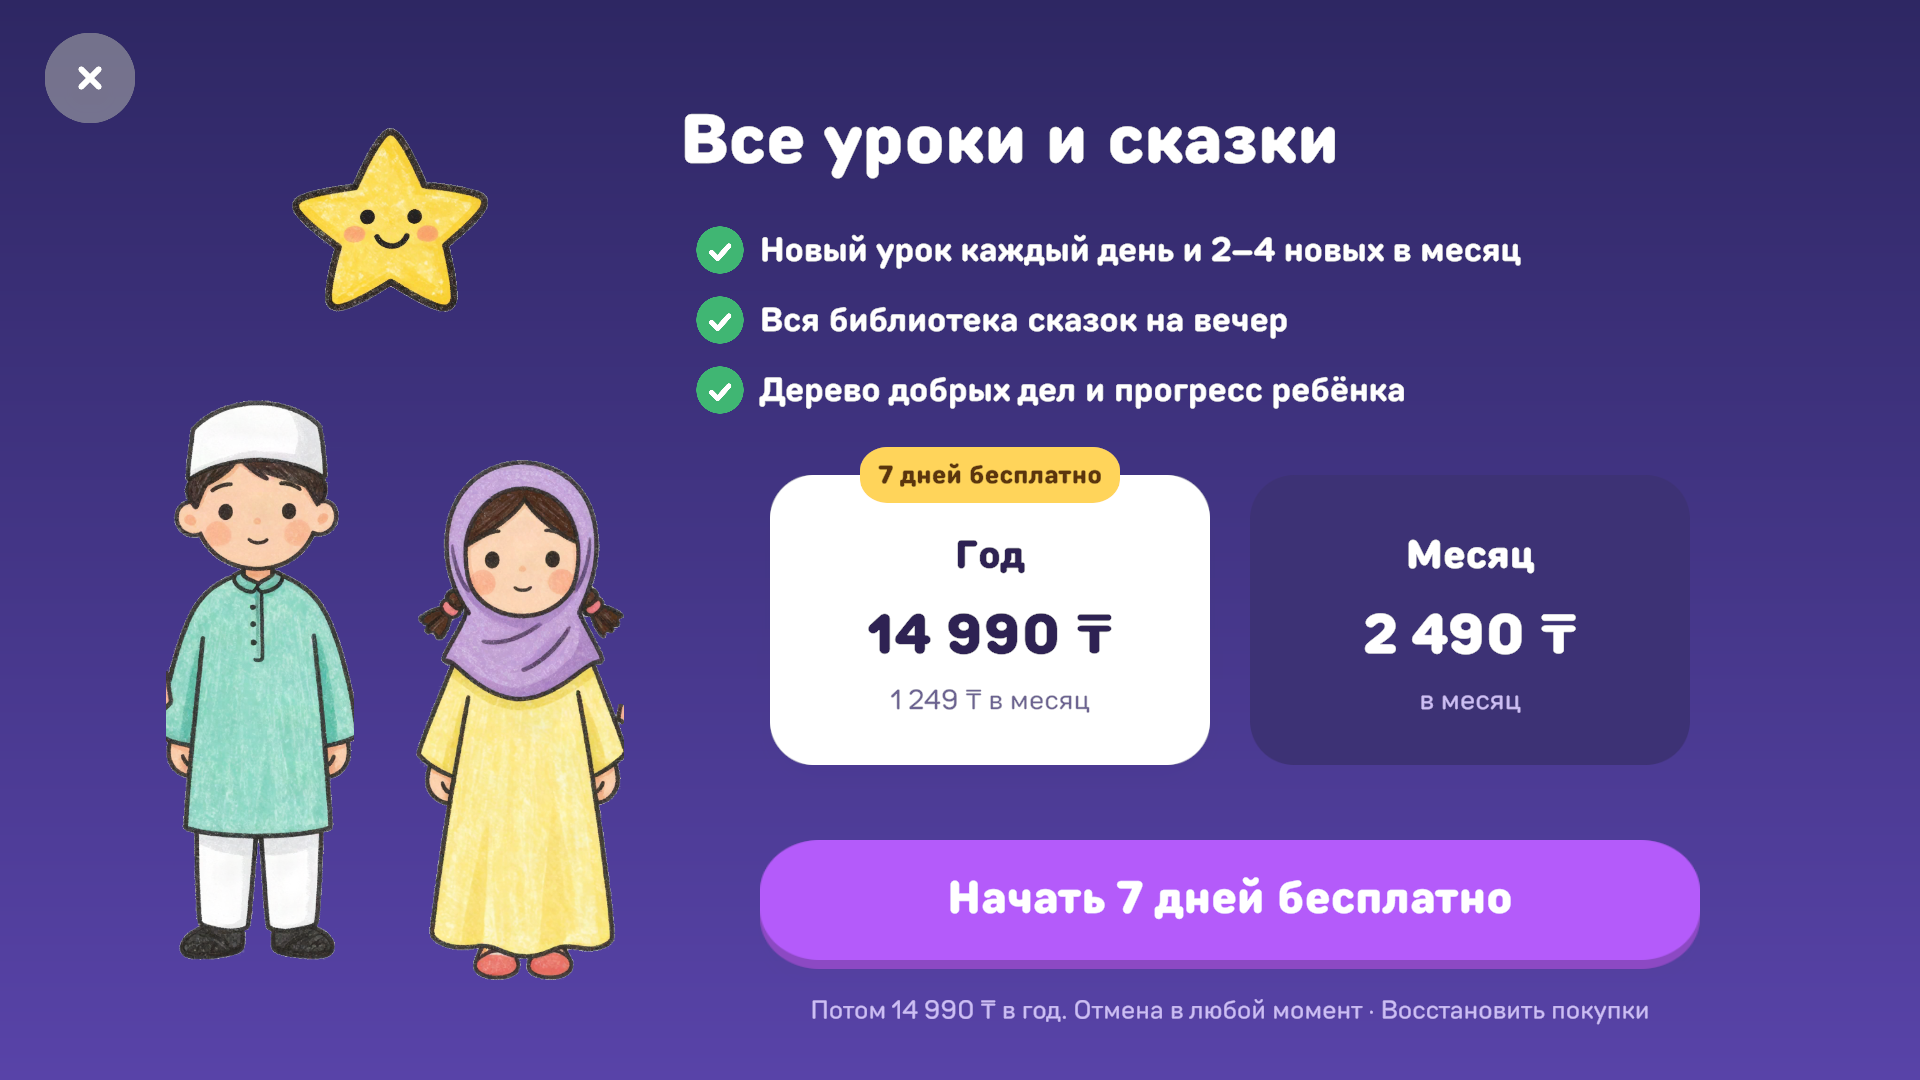 Все уроки и сказки
Новый урок каждый день и 2–4 новых в месяц
Вся библиотека сказок на вечер
Дерево добрых дел и прогресс ребёнка
7 дней бесплатно
Год
14 990 ₸
1 249 ₸ в месяц
Месяц
2 490 ₸
в месяц
Начать 7 дней бесплатно
Потом 14 990 ₸ в год. Отмена в любой момент · Восстановить покупки